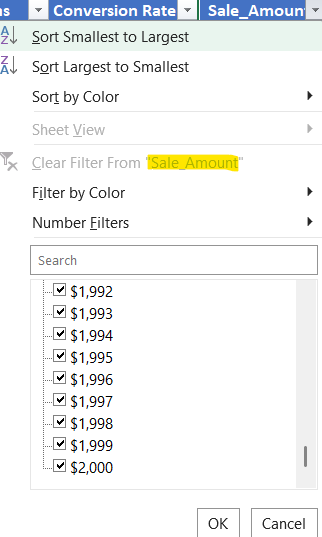 ns Conversion Rate Sale_Amoun
Sort Smallest to Largest
Sort Largest to Smallest
Sort by Color
Sheet View
Clear Filter From "Sale_Amount"
Filter by Color
Number Filters
Search
$1,992
$1,993
$1,994
$1,995
$1,996
$1,997
$1,998
$1,999
$2,000
OK Cancel